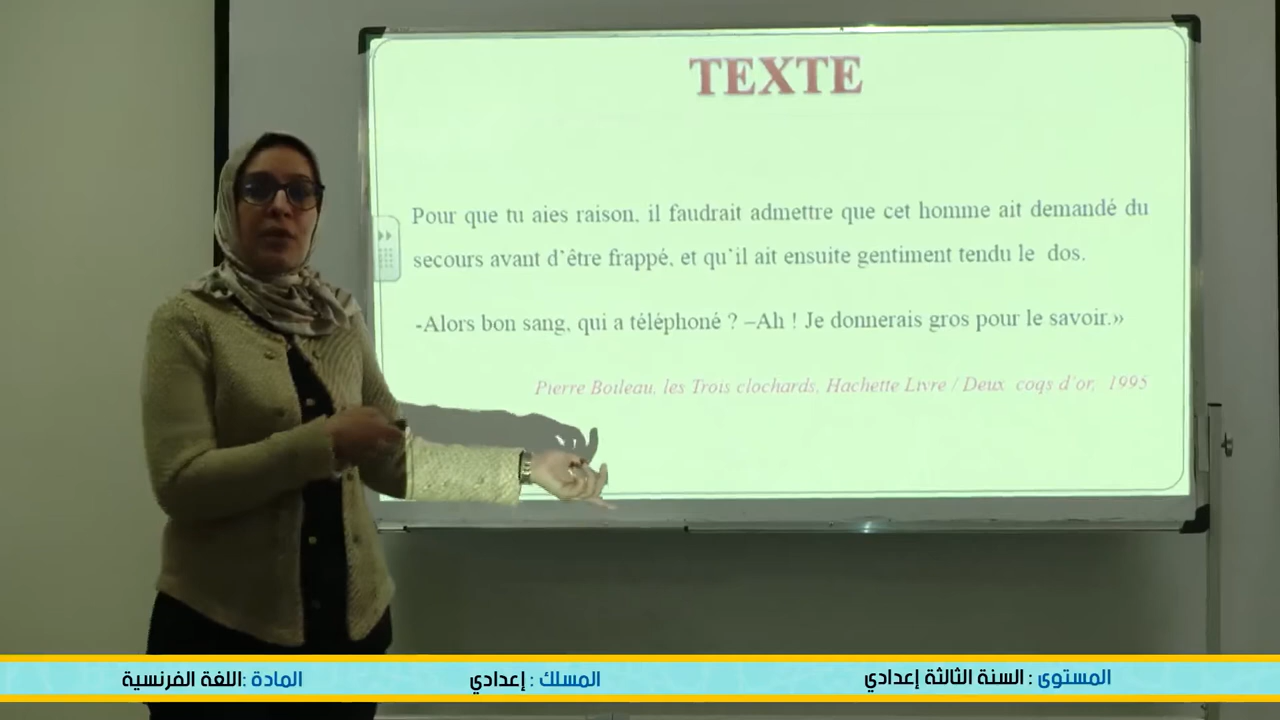 TEXTE
Pour que tu aies raison, il faudrait admettre que cet homme ait demandé du
secours avant d'être frappé, et qu'il ait ensuite gentiment tendu le dos.
-Alors bon sang, qui a téléphoné ? –Ah ! Je donnerais gros pour le savoir.»
Pierre Boileau, les Trois clochards, Hachette Livre / Deux coqs d'or, 1995
المستوى : السنة الثالثة إعدادي
المسلك : إعدادي
المادة :اللغة الفرنسية